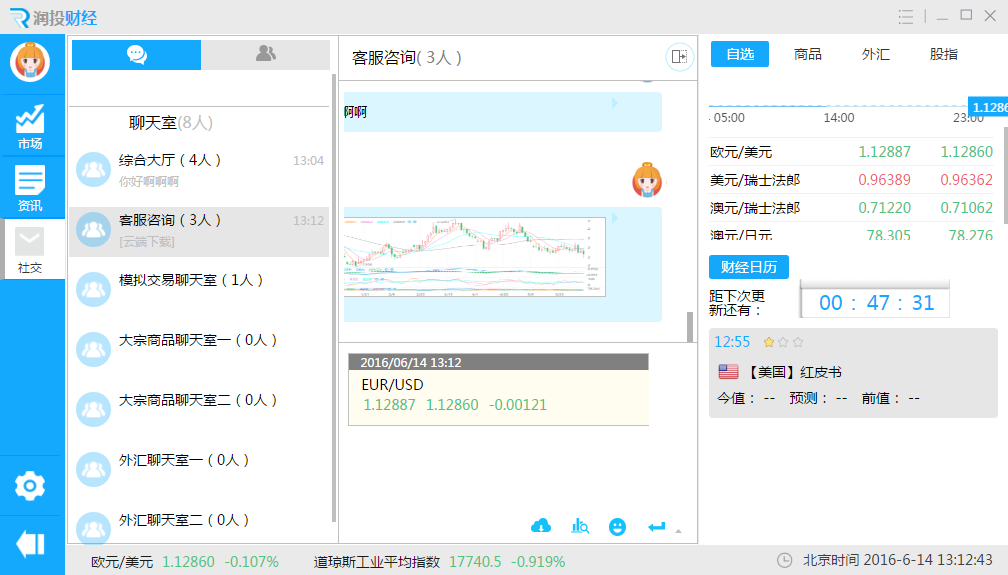 润投财经
市场
资讯
社交
聊天室(8人)
综合大厅 ( 4人 )
13:04
你好啊啊啊
客服咨询 ( 3人 )
13:12
[云端下载]
模拟交易聊天室 ( 1人 )
大宗商品聊天室一 ( 0人 )
大宗商品聊天室二 ( 0人 )
外汇聊天室一 ( 0人 )
外汇聊天室二 ( 0人 )
客服咨询( 3人 )
啊啊
2016/06/14 13:12
EUR/USD
1.12887 1.12860 -0.00121
自选 商品 外汇 股指
1.1286
05:00 14:00 23:00
欧元/美元 1.12887 1.12860
美元/瑞士法郎 0.96389 0.96362
澳元/瑞士法郎 0.71220 0.71062
澳元/日元 78.305 78.276
财经日历
距下次更
新还有：
00 : 47 : 31
12:55
【美国】红皮书
今值： -- 预测： -- 前值： --
欧元/美元 1.12860 -0.107% 道琼斯工业平均指数 17740.5 -0.919%
北京时间 2016-6-14 13:12:43